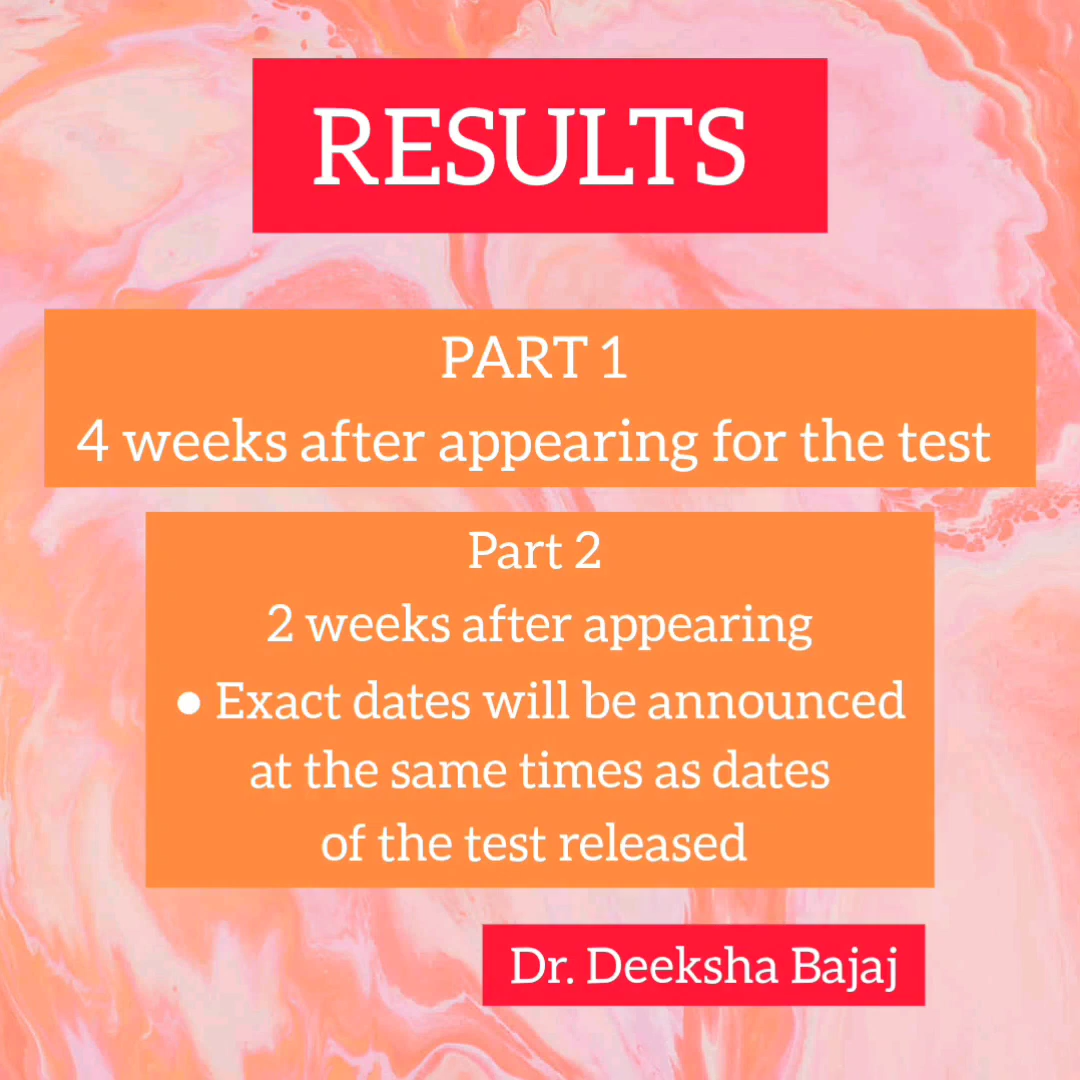 RESULTS
PART 1
4 weeks after appearing for the test
Part 2
2 weeks after appearing
● Exact dates will be announced
at the same times as dates
of the test released
Dr. Deeksha Bajaj